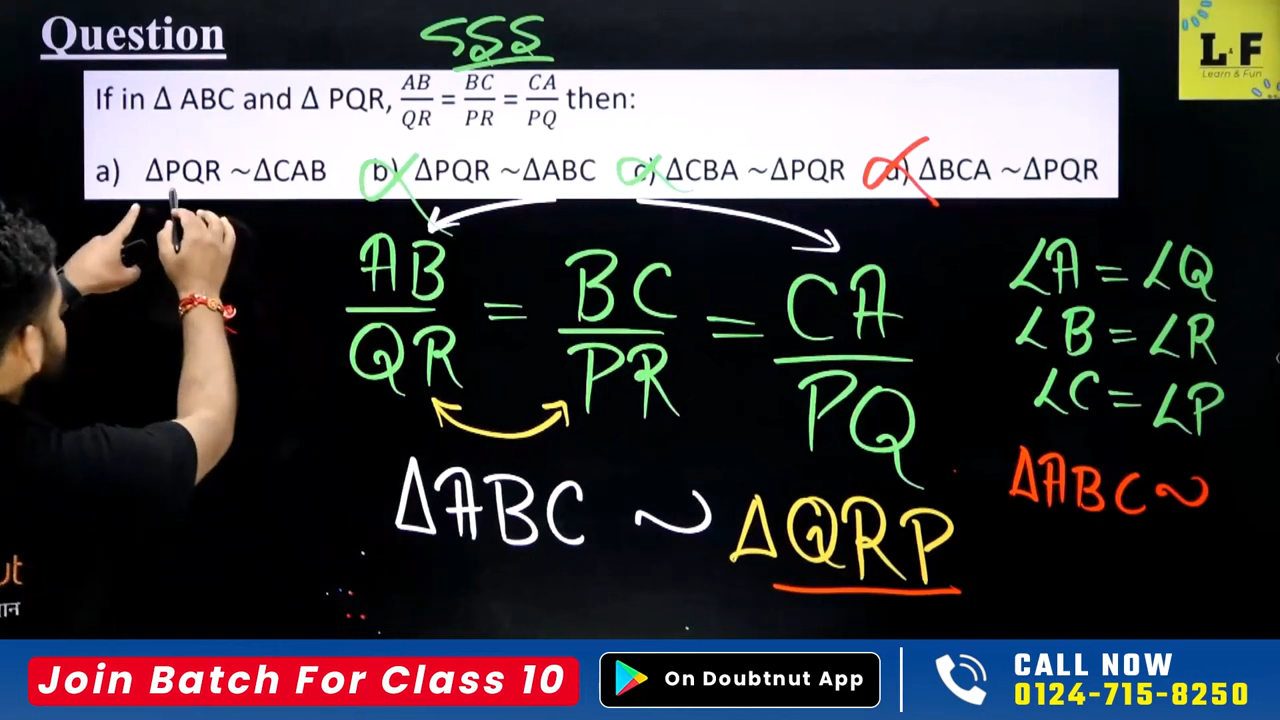 Question
SSS
L&F
Learn & Fun
If in Δ ABC and Δ PQR, AB/QR = BC/PR = CA/PQ then:
a) ΔPQR ~ΔCAB b) ΔPQR ~ΔABC c) ΔCBA ~ΔPQR d) ΔBCA ~ΔPQR
AB/QR = BC/PR = CA/PQ
∠A = ∠Q
∠B = ∠R
∠C = ∠P
ΔABC ~ ΔQRP
ΔABC ~
ut
Join Batch For Class 10
On Doubtnut App
CALL NOW
0124-715-8250